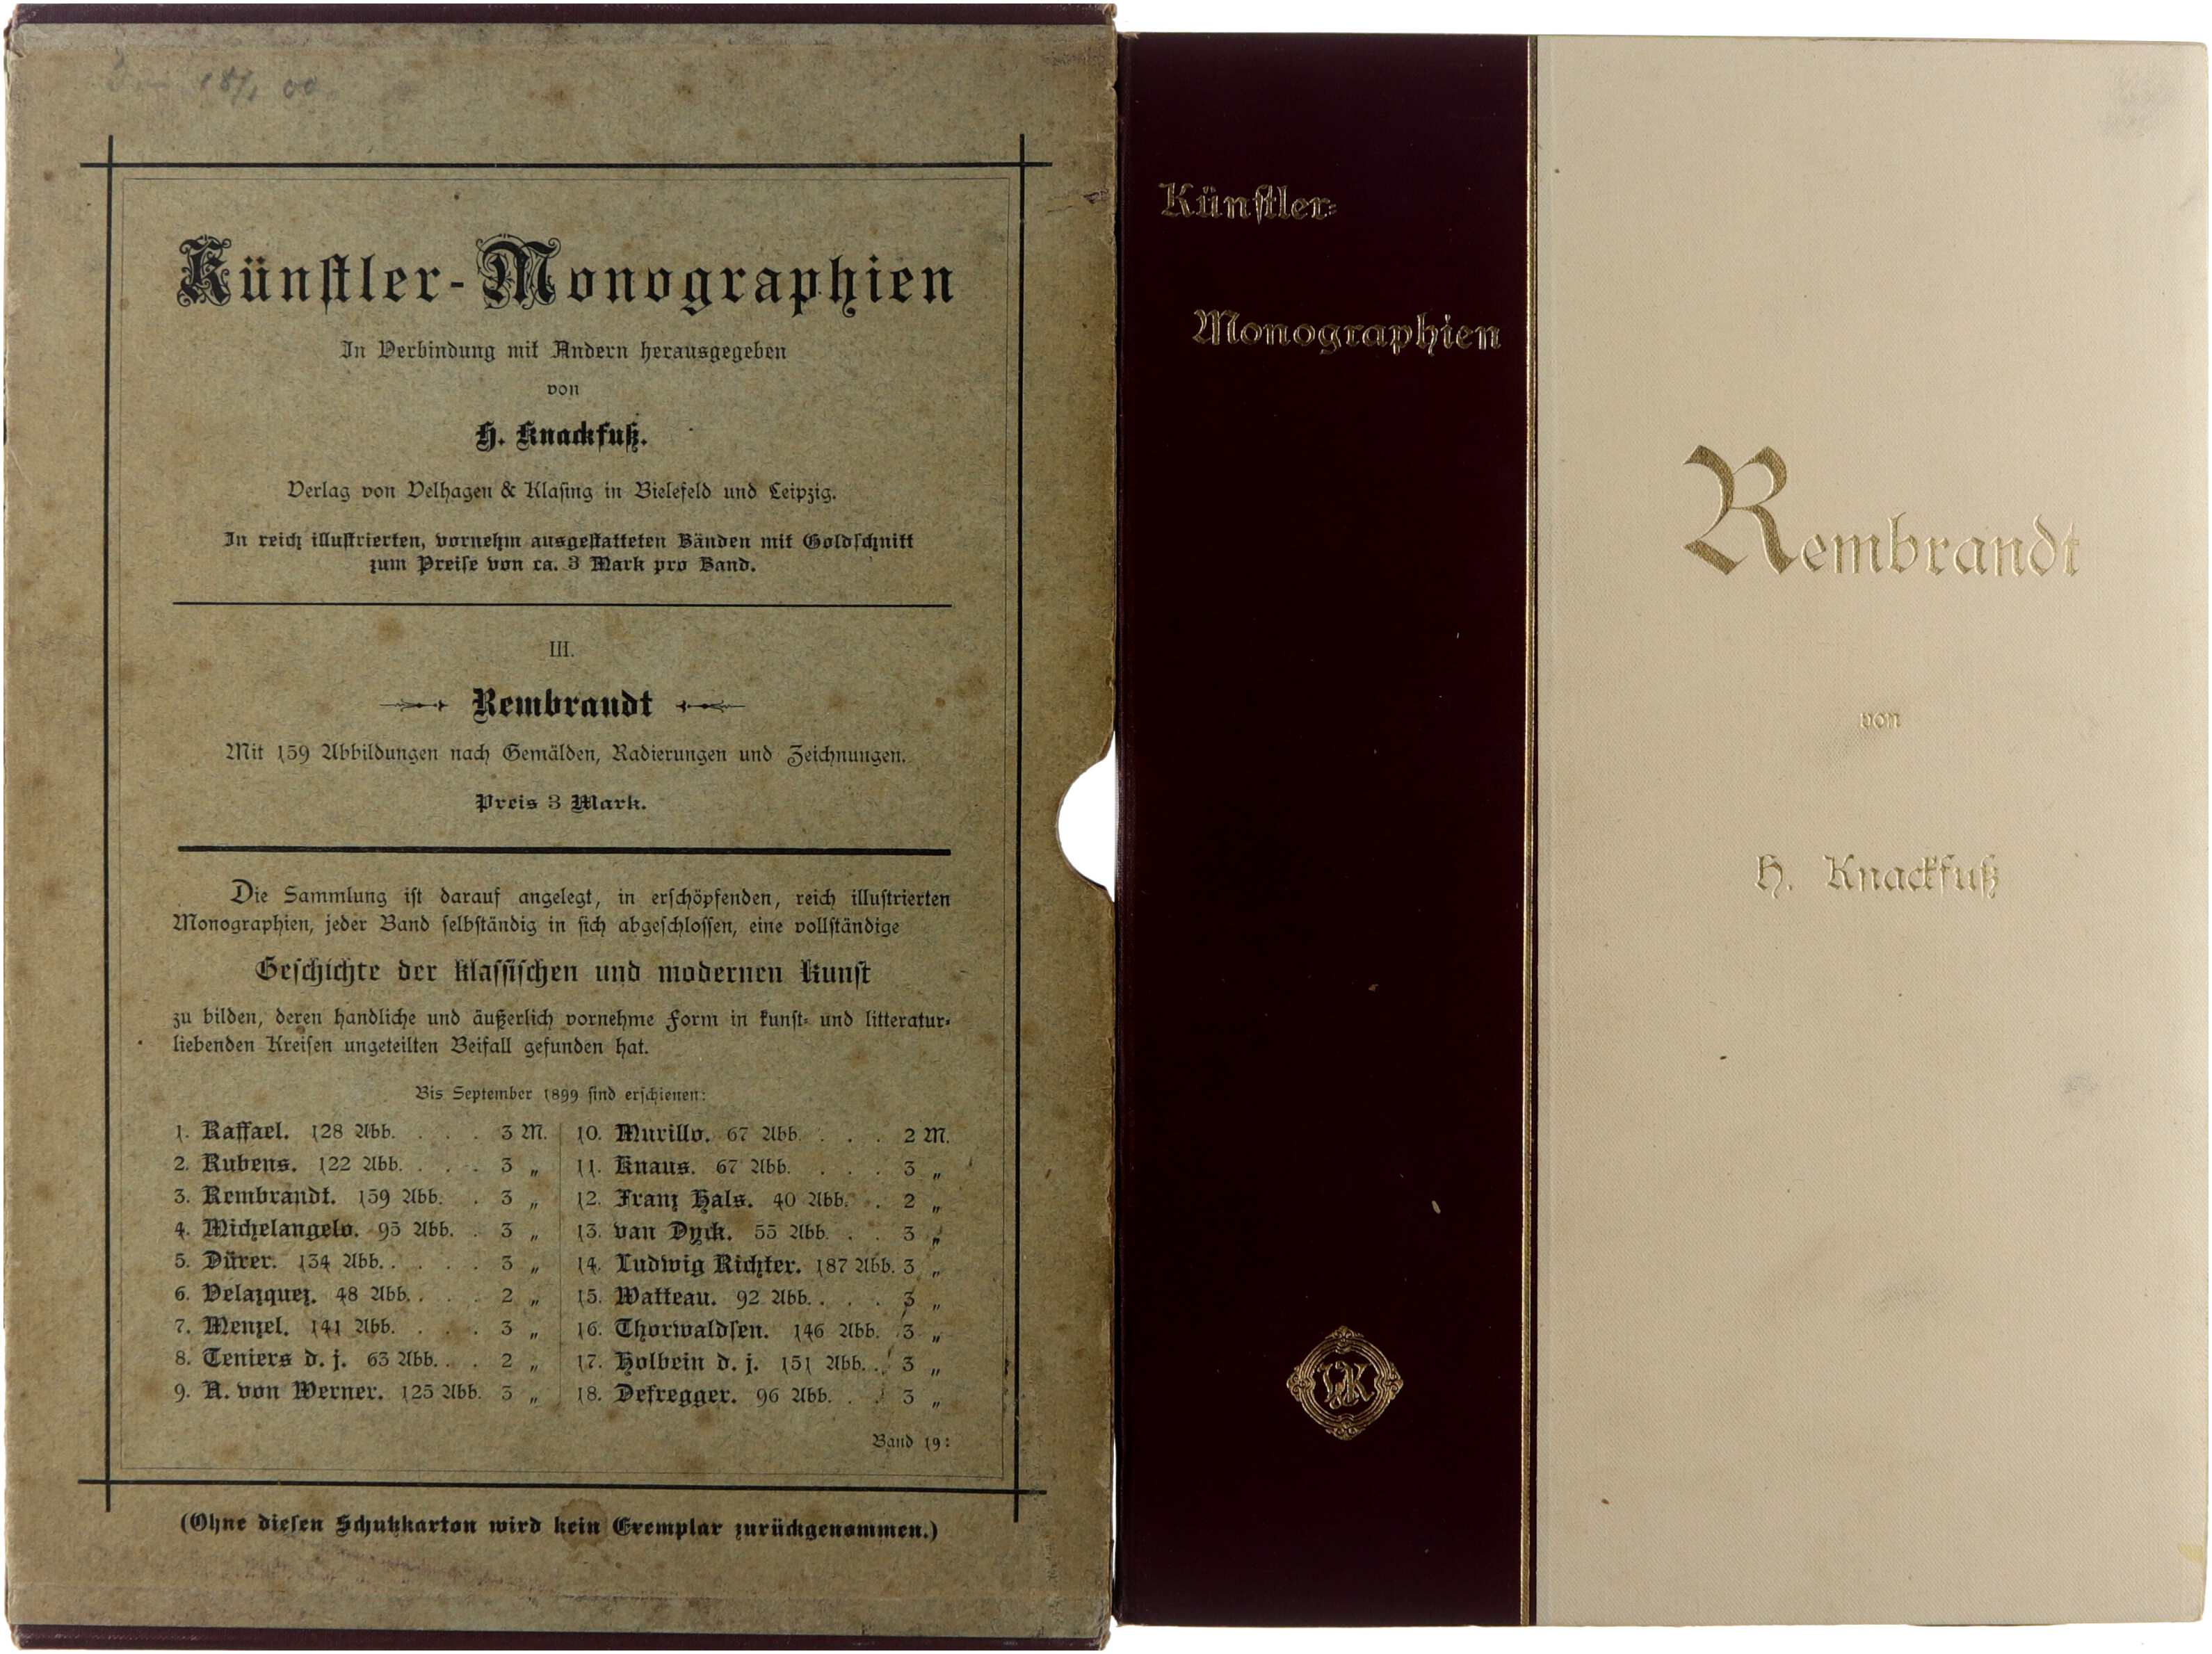 18/1 00
Künstler-Monographien
In Verbindung mit Andern herausgegeben
von
H. Knackfuß.
Verlag von Velhagen & Klasing in Bielefeld und Leipzig.
In reich illustrierten, vornehm ausgestatteten Bänden mit Goldschnitt
zum Preise von ca. 3 Mark pro Band.
III.
Rembrandt
Mit 159 Abbildungen nach Gemälden, Radierungen und Zeichnungen.
Preis 3 Mark.
Die Sammlung ist darauf angelegt, in erschöpfenden, reich illustrierten
Monographien, jeder Band selbständig in sich abgeschlossen, eine vollständige
Geschichte der klassischen und modernen Kunst
zu bilden, deren handliche und äußerlich vornehme Form in kunst- und litteratur-
liebenden Kreisen ungeteilten Beifall gefunden hat.
Bis September 1899 sind erschienen:
1. Raffael. 128 Abb. . . . 3 M.
2. Rubens. 122 Abb. . . . 3 „
3. Rembrandt. 159 Abb. . 3 „
4. Michelangelo. 95 Abb. . 3 „
5. Dürer. 134 Abb. . . . . 3 „
6. Velazquez. 48 Abb. . . . 2 „
7. Menzel. 141 Abb. . . . 3 „
8. Teniers d. j. 63 Abb. . . 2 „
9. A. von Werner. 125 Abb. 3 „
10. Murillo. 67 Abb. . . . 2 M.
11. Knaus. 67 Abb. . . . 3 „
12. Franz Hals. 40 Abb. . . 2 „
13. van Dyck. 55 Abb. . . 3 „
14. Ludwig Richter. 187 Abb. 3 „
15. Watteau. 92 Abb. . . . 3 „
16. Thorwaldsen. 146 Abb. 3 „
17. Holbein d. j. 151 Abb. . 3 „
18. Defregger. 96 Abb. . . 3 „
Band 19:
(Ohne diesen Schutzkarton wird kein Exemplar zurückgenommen.)
Künstler-
Monographien
V&K
Rembrandt
von
H. Knackfuß